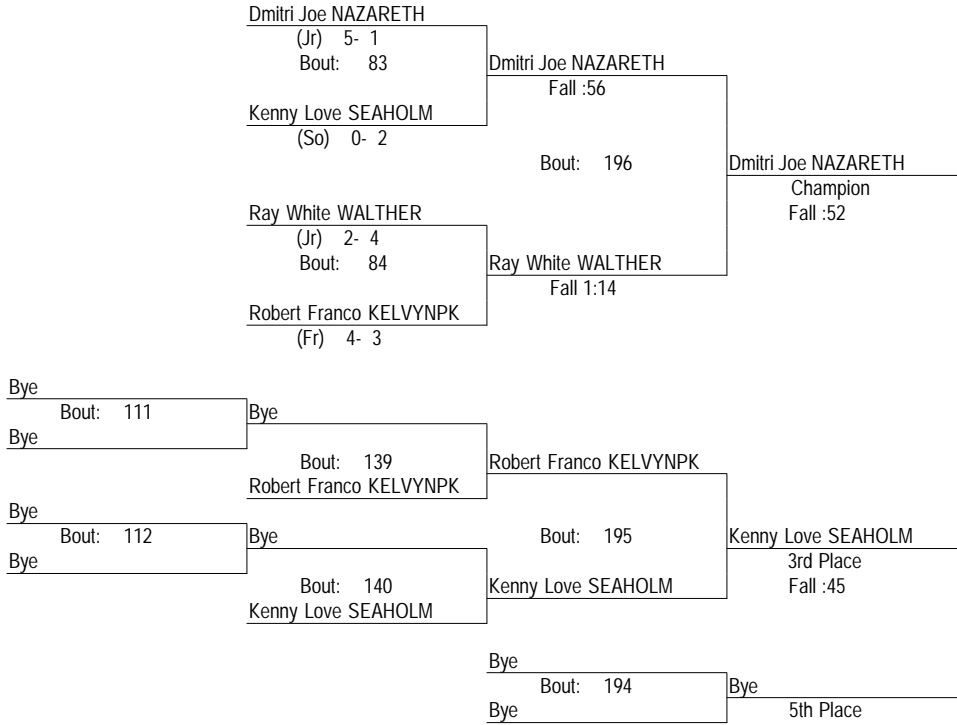 Dmitri Joe NAZARETH
(Jr) 5- 1
Bout: 83
Dmitri Joe NAZARETH
Fall :56
Kenny Love SEAHOLM
(So) 0- 2
Bout: 196
Dmitri Joe NAZARETH
Champion
Fall :52
Ray White WALTHER
(Jr) 2- 4
Bout: 84
Ray White WALTHER
Fall 1:14
Robert Franco KELVYNPK
(Fr) 4- 3
Bye
Bout: 111
Bye
Bye
Bout: 139
Robert Franco KELVYNPK
Robert Franco KELVYNPK
Bye
Bout: 112
Bye
Bye
Bout: 195
Kenny Love SEAHOLM
3rd Place
Fall :45
Bout: 140
Kenny Love SEAHOLM
Kenny Love SEAHOLM
Bye
Bout: 194
Bye
Bye
5th Place